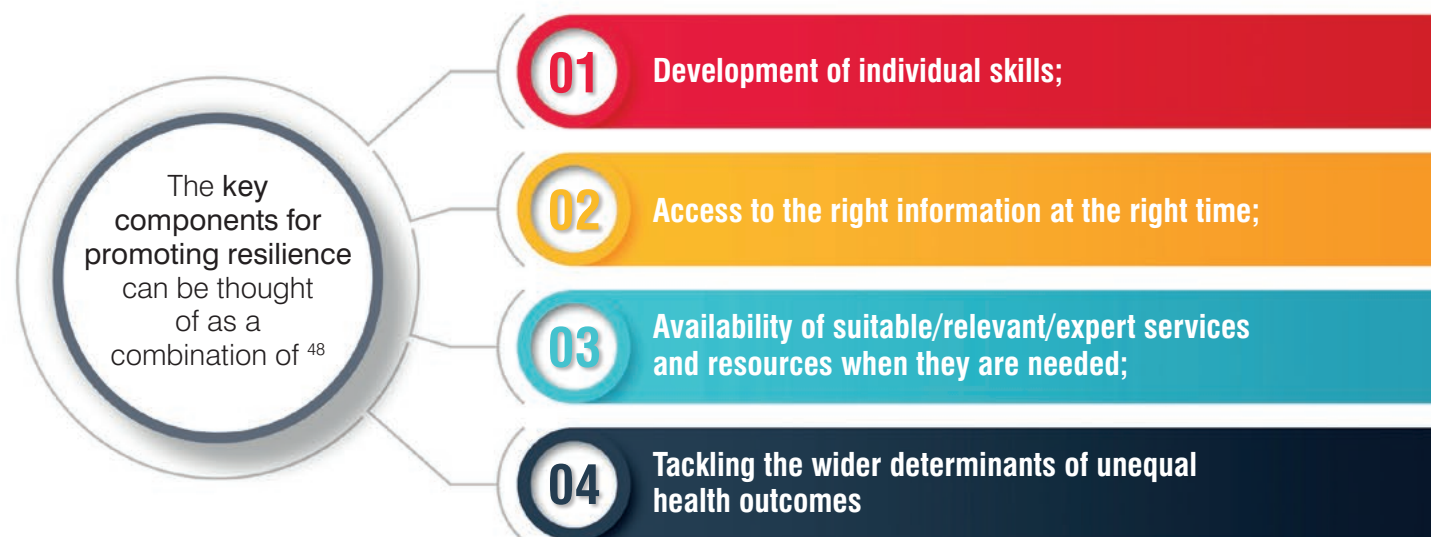 The key
components for
promoting resilience
can be thought
of as a
combination of 48
01
Development of individual skills;
02
Access to the right information at the right time;
03
Availability of suitable/relevant/expert services
and resources when they are needed;
04
Tackling the wider determinants of unequal
health outcomes